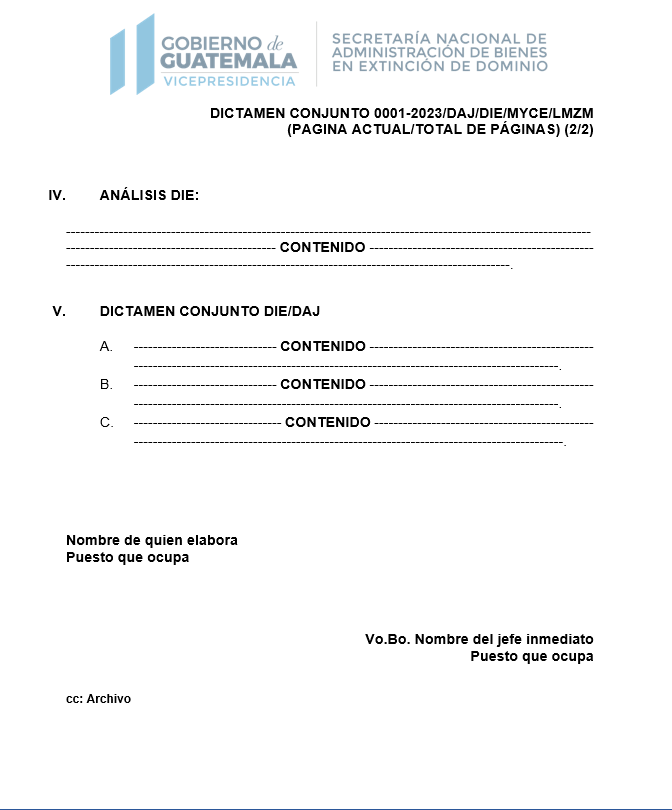 GOBIERNO de
GUATEMALA
VICEPRESIDENCIA
SECRETARÍA NACIONAL DE
ADMINISTRACIÓN DE BIENES
EN EXTINCIÓN DE DOMINIO
DICTAMEN CONJUNTO 0001-2023/DAJ/DIE/MYCE/LMZM
(PAGINA ACTUAL/TOTAL DE PÁGINAS) (2/2)
IV. ANÁLISIS DIE:
--------------------------------------------------------------------------------------------------------------
-------------------------------------------- CONTENIDO -----------------------------------------------
---------------------------------------------------------------------------------------------.
V. DICTAMEN CONJUNTO DIE/DAJ
A. ------------------------------ CONTENIDO -----------------------------------------------
-----------------------------------------------------------------------------------------.
B. ------------------------------ CONTENIDO -----------------------------------------------
-----------------------------------------------------------------------------------------.
C. ------------------------------- CONTENIDO ----------------------------------------------
------------------------------------------------------------------------------------------.
Nombre de quien elabora
Puesto que ocupa
Vo.Bo. Nombre del jefe inmediato
Puesto que ocupa
cc: Archivo